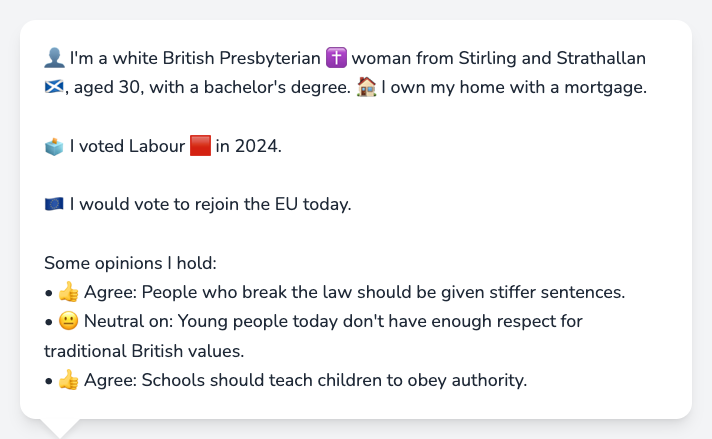 👤 I'm a white British Presbyterian ✝️ woman from Stirling and Strathallan
🏴󠁧󠁢󠁳󠁣󠁴󠁿, aged 30, with a bachelor's degree. 🏠 I own my home with a mortgage.
🗳️ I voted Labour 🟥 in 2024.
🇪🇺 I would vote to rejoin the EU today.
Some opinions I hold:
• 👍 Agree: People who break the law should be given stiffer sentences.
• 😐 Neutral on: Young people today don't have enough respect for
traditional British values.
• 👍 Agree: Schools should teach children to obey authority.